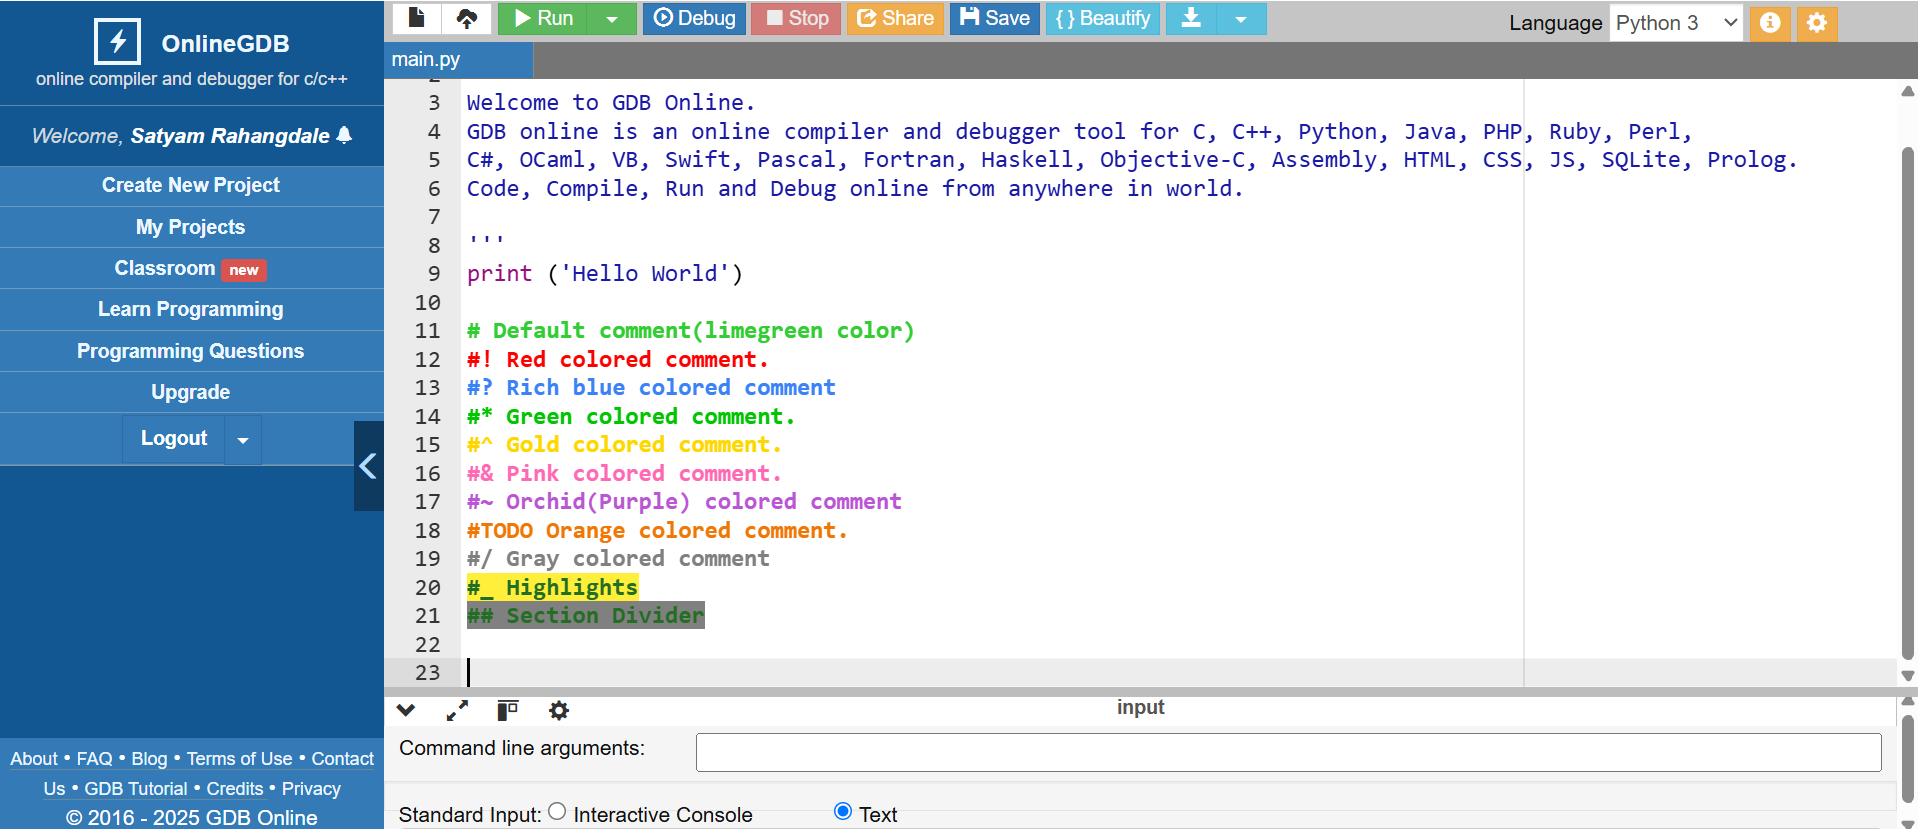 OnlineGDB
online compiler and debugger for c/c++
Welcome, Satyam Rahangdale
Create New Project
My Projects
Classroom new
Learn Programming
Programming Questions
Upgrade
Logout
About • FAQ • Blog • Terms of Use • Contact
Us • GDB Tutorial • Credits • Privacy
© 2016 - 2025 GDB Online
Run Debug Stop Share Save { } Beautify Language Python 3
main.py
3 Welcome to GDB Online.
4 GDB online is an online compiler and debugger tool for C, C++, Python, Java, PHP, Ruby, Perl,
5 C#, OCaml, VB, Swift, Pascal, Fortran, Haskell, Objective-C, Assembly, HTML, CSS, JS, SQLite, Prolog.
6 Code, Compile, Run and Debug online from anywhere in world.
7
8 '''
9 print ('Hello World')
10
11 # Default comment(limegreen color)
12 #! Red colored comment.
13 #? Rich blue colored comment
14 #* Green colored comment.
15 #^ Gold colored comment.
16 #& Pink colored comment.
17 #~ Orchid(Purple) colored comment
18 #TODO Orange colored comment.
19 #/ Gray colored comment
20 #_ Highlights
21 ## Section Divider
22
23
input
Command line arguments:
Standard Input: Interactive Console Text